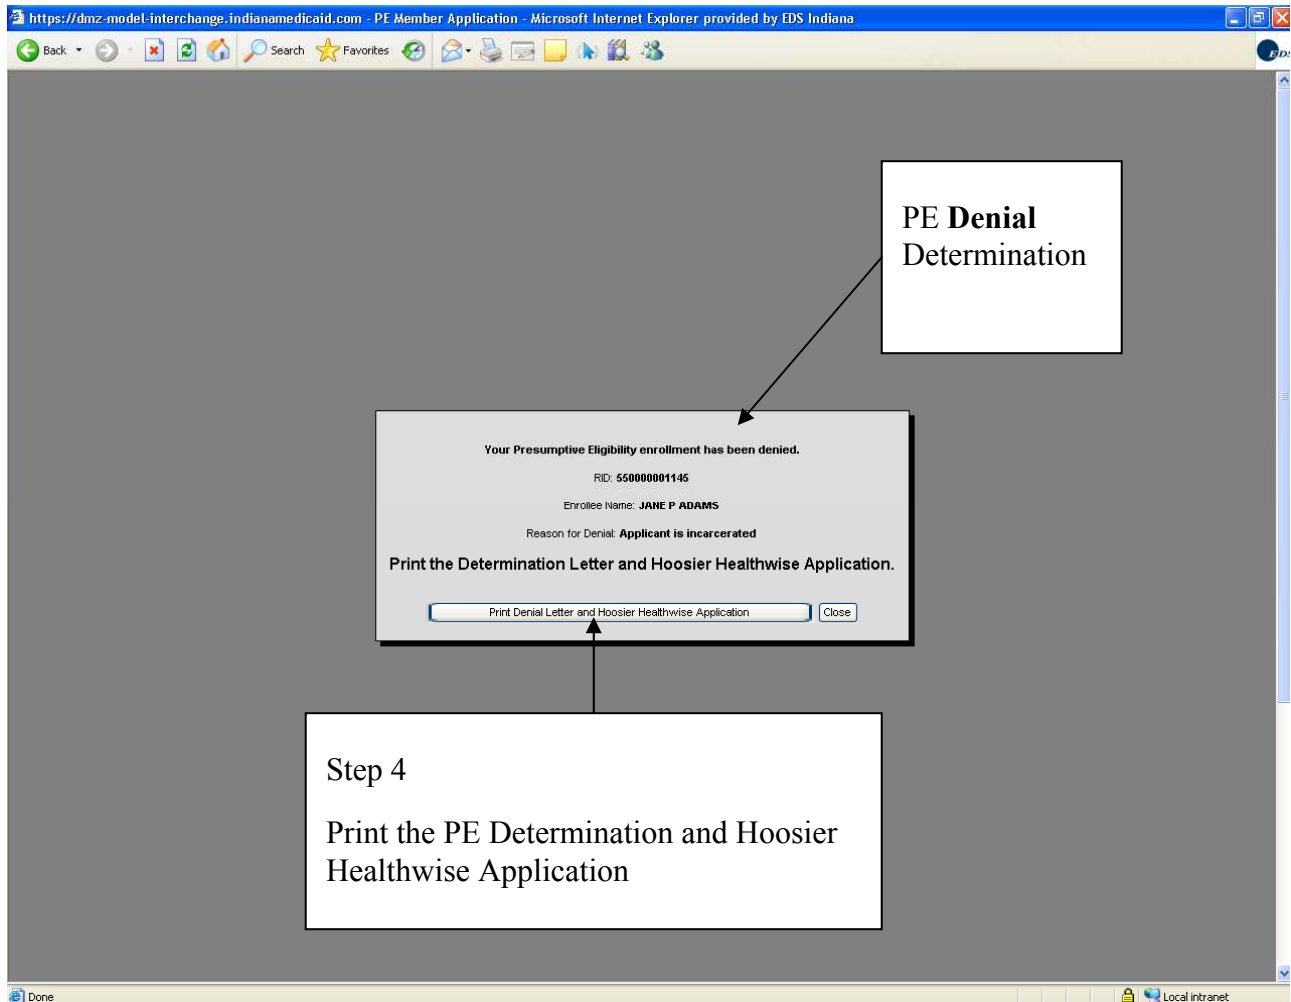 https://dmz-model-interchange.indianamedicaid.com - PE Member Application - Microsoft Internet Explorer provided by EDS Indiana
Back Search Favorites
EDS
PE Denial
Determination
Your Presumptive Eligibility enrollment has been denied.
RID: 550000001145
Enrollee Name: JANE P ADAMS
Reason for Denial: Applicant is incarcerated
Print the Determination Letter and Hoosier Healthwise Application.
Print Denial Letter and Hoosier Healthwise Application Close
Step 4
Print the PE Determination and Hoosier
Healthwise Application
Done Local intranet